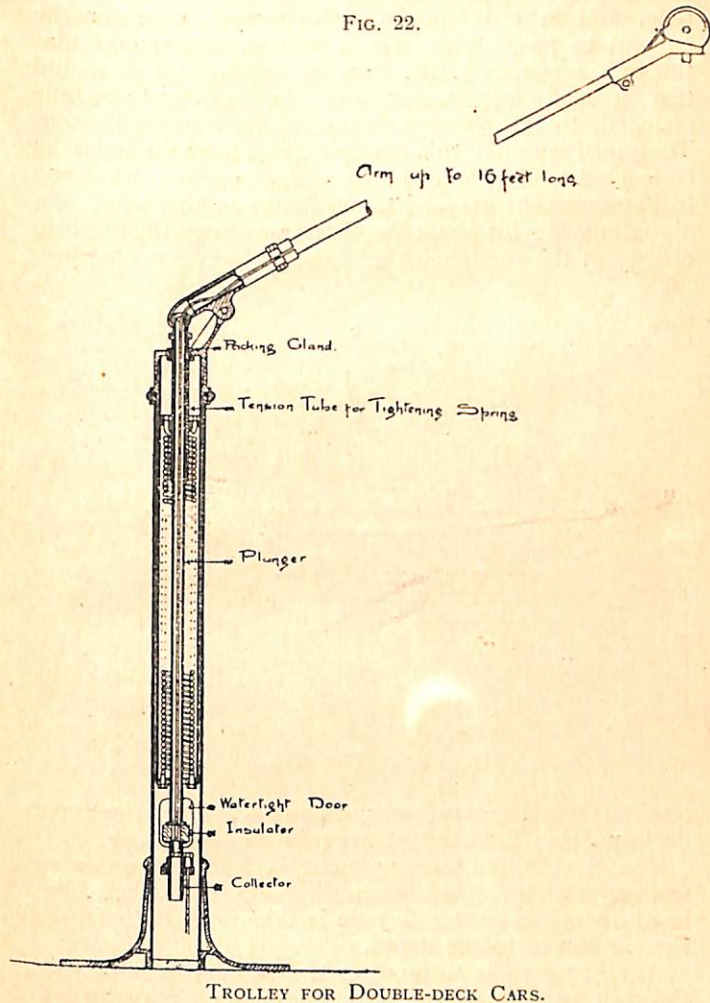 FIG. 22.
Arm up to 16 feet long
Packing Gland.
Tension Tube for Tightening Spring
Plunger
Watertight Door
Insulator
Collector
TROLLEY FOR DOUBLE-DECK CARS.